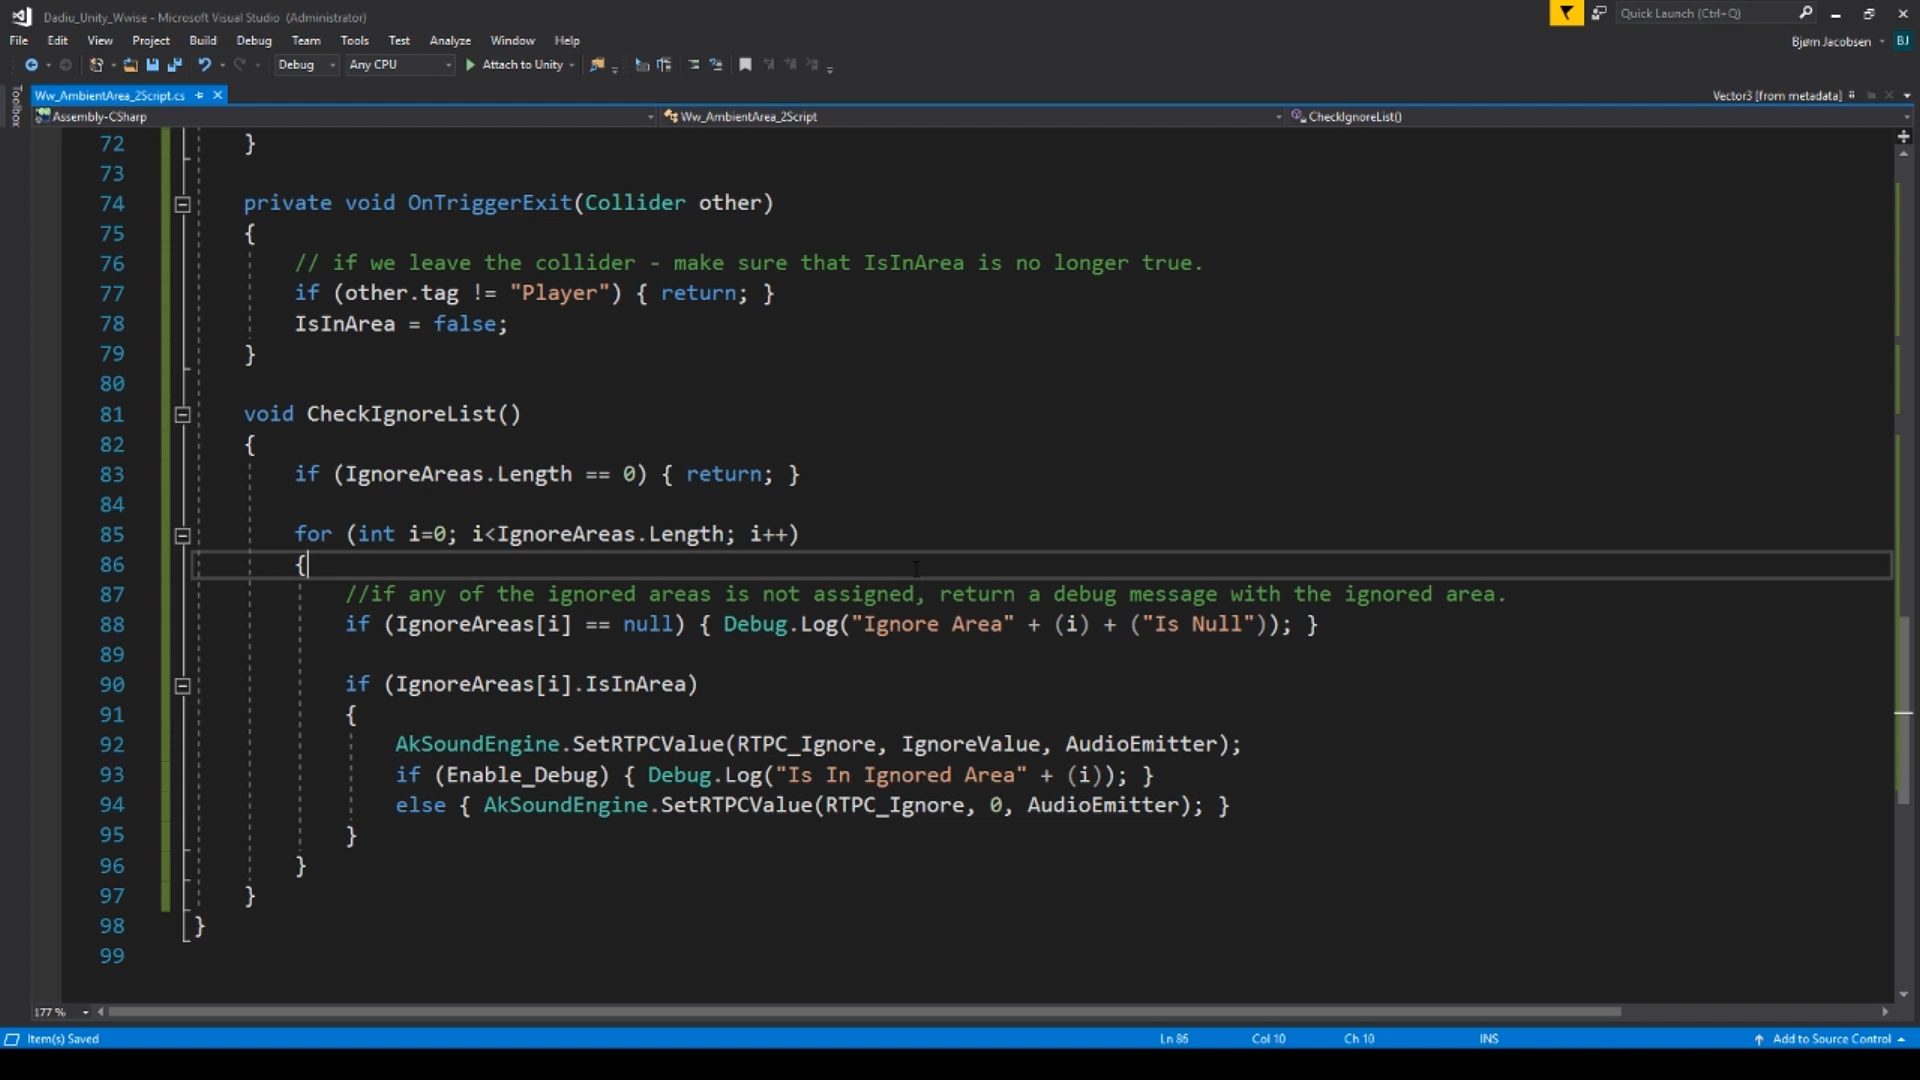 Dadiu_Unity_Wwise - Microsoft Visual Studio (Administrator)
Quick Launch (Ctrl+Q)
File Edit View Project Build Debug Team Tools Test Analyze Window Help
Bjørn Jacobsen BJ
Debug Any CPU Attach to Unity
Toolbox
Ww_AmbientArea_2Script.cs
Vector3 [from metadata]
Assembly-CSharp Ww_AmbientArea_2Script CheckIgnoreList()
72 }
73
74 private void OnTriggerExit(Collider other)
75 {
76 // if we leave the collider - make sure that IsInArea is no longer true.
77 if (other.tag != "Player") { return; }
78 IsInArea = false;
79 }
80
81 void CheckIgnoreList()
82 {
83 if (IgnoreAreas.Length == 0) { return; }
84
85 for (int i=0; i<IgnoreAreas.Length; i++)
86 {
87 //if any of the ignored areas is not assigned, return a debug message with the ignored area.
88 if (IgnoreAreas[i] == null) { Debug.Log("Ignore Area" + (i) + ("Is Null")); }
89
90 if (IgnoreAreas[i].IsInArea)
91 {
92 AkSoundEngine.SetRTPCValue(RTPC_Ignore, IgnoreValue, AudioEmitter);
93 if (Enable_Debug) { Debug.Log("Is In Ignored Area" + (i)); }
94 else { AkSoundEngine.SetRTPCValue(RTPC_Ignore, 0, AudioEmitter); }
95 }
96 }
97 }
98 }
99
177 %
Item(s) Saved Ln 86 Col 10 Ch 10 INS Add to Source Control